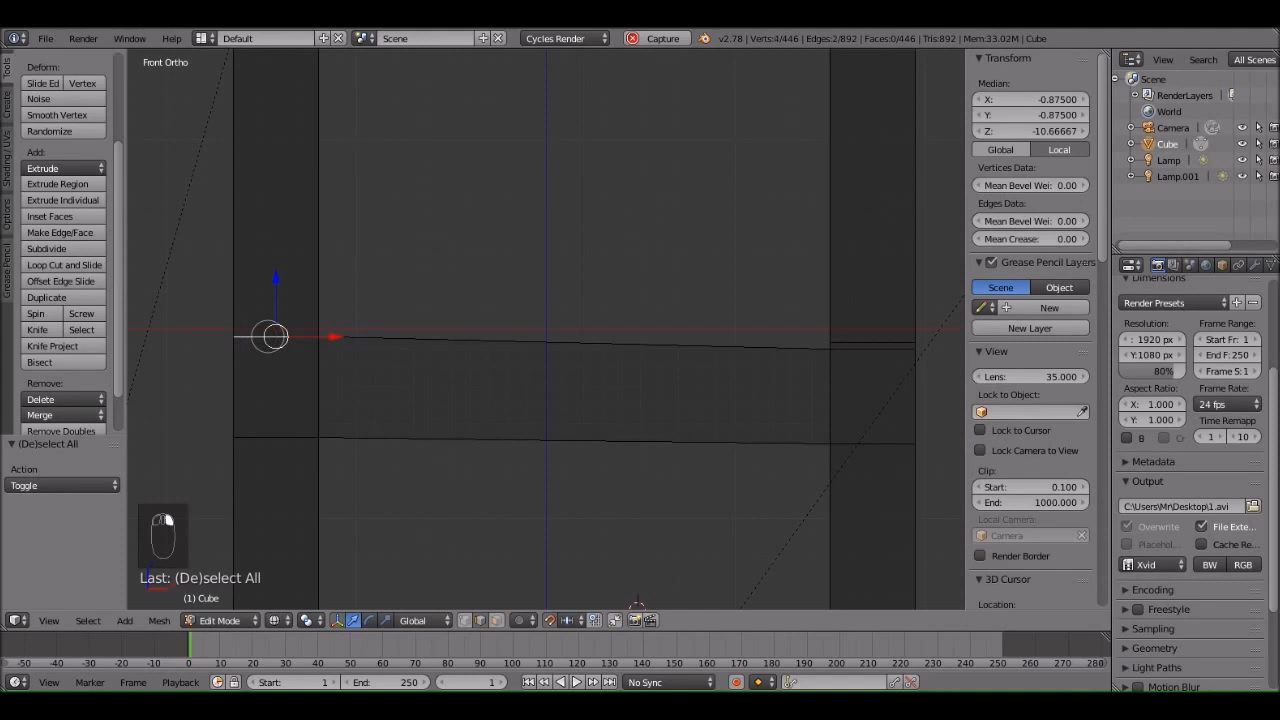 File Render Window Help Default Scene Cycles Render Capture v2.78 | Verts:4/446 | Edges:2/892 | Faces:0/446 | Tris:892 | Mem:33.02M | Cube
Front Ortho
Tools
Create
Shading / UVs
Options
Grease Pencil
Deform:
Slide Ed Vertex
Noise
Smooth Vertex
Randomize
Add:
Extrude
Extrude Region
Extrude Individual
Inset Faces
Make Edge/Face
Subdivide
Loop Cut and Slide
Offset Edge Slide
Duplicate
Spin Screw
Knife Select
Knife Project
Bisect
Remove:
Delete
Merge
Remove Doubles
(De)select All
Action
Toggle
Last: (De)select All
(1) Cube
Transform
Median:
X: -0.87500
Y: -0.87500
Z: -10.66667
Global Local
Vertices Data:
Mean Bevel Wei: 0.00
Edges Data:
Mean Bevel Wei: 0.00
Mean Crease: 0.00
Grease Pencil Layers
Scene Object
New
New Layer
View
Lens: 35.000
Lock to Object:
Lock to Cursor
Lock Camera to View
Clip:
Start: 0.100
End: 1000.000
Local Camera:
Camera
Render Border
3D Cursor
Location:
View Search All Scenes
Scene
RenderLayers
World
Camera
Cube
Lamp
Lamp.001
Dimensions
Render Presets
Resolution: Frame Range:
: 1920 px Start Fr: 1
Y:1080 px End F:250
80% Frame S:1
Aspect Ratio: Frame Rate:
X: 1.000 24 fps
Y: 1.000 Time Remapp
B Cr 1 10
Metadata
Output
C:\Users\Mr\Desktop\1.avi
Overwrite File Exte...
Placehol... Cache Re...
Xvid BW RGB
Encoding
Freestyle
Sampling
Geometry
Light Paths
Motion Blur
View Select Add Mesh Edit Mode Global
-50 -40 -30 -20 -10 0 10 20 30 40 50 60 70 80 90 100 110 120 130 140 150 160 170 180 190 200 210 220 230 240 250 260 270 280
View Marker Frame Playback Start: 1 End: 250 1 No Sync